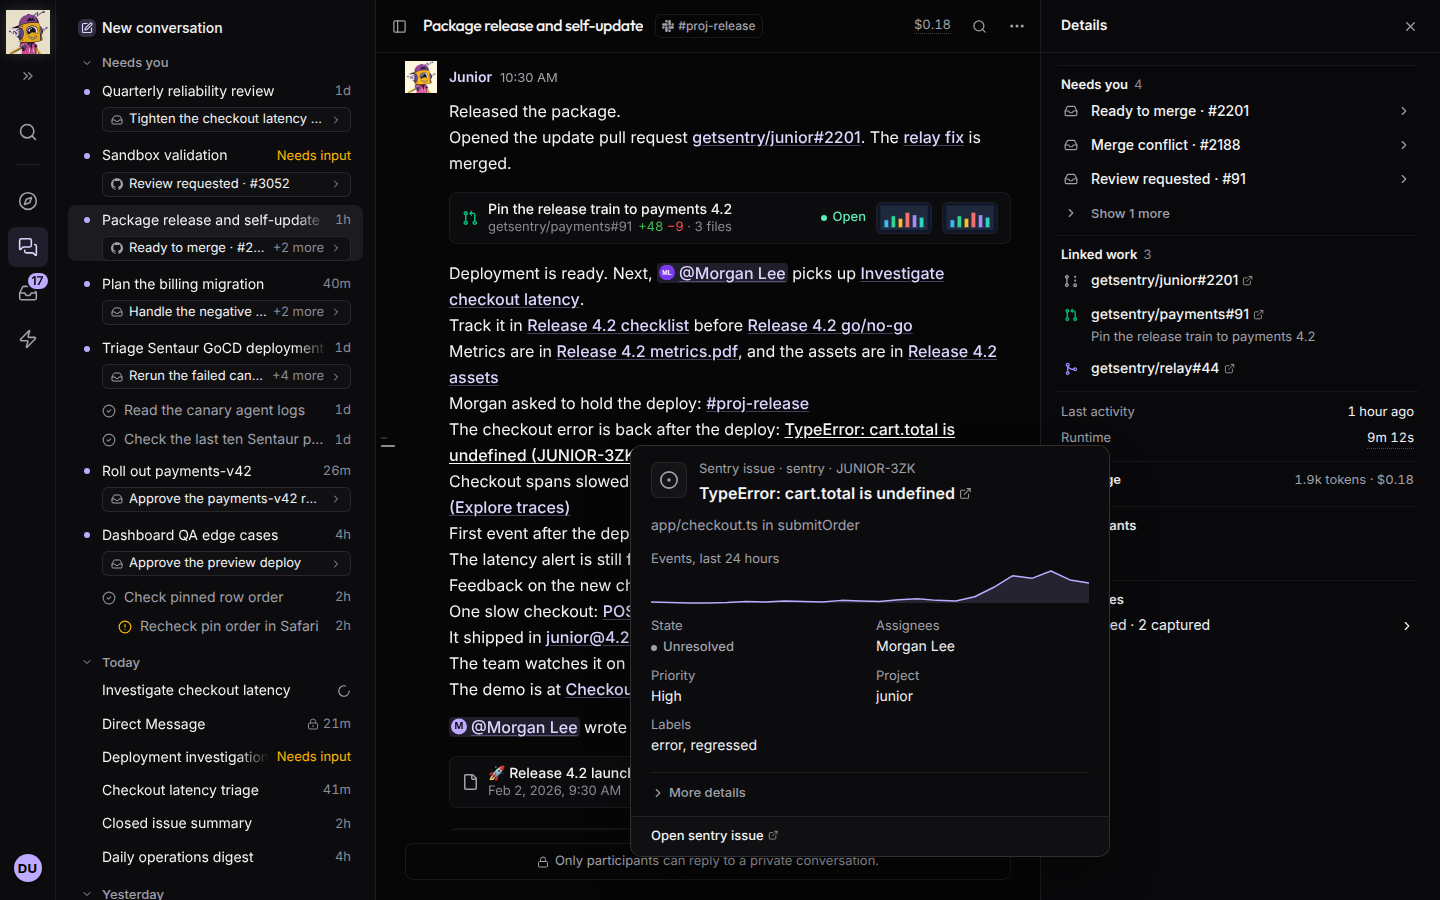 New conversation
Needs you
Quarterly reliability review 1d
Tighten the checkout latency ...
Sandbox validation Needs input
Review requested · #3052
Package release and self-update 1h
Ready to merge · #2... +2 more
Plan the billing migration 40m
Handle the negative ... +2 more
Triage Sentaur GoCD deployment 1d
Rerun the failed can... +4 more
Read the canary agent logs 1d
Check the last ten Sentaur p... 1d
Roll out payments-v42 26m
Approve the payments-v42 r...
Dashboard QA edge cases 4h
Approve the preview deploy
Check pinned row order 2h
Recheck pin order in Safari 2h
Today
Investigate checkout latency
Direct Message 21m
Deployment investigation Needs input
Checkout latency triage 41m
Closed issue summary 2h
Daily operations digest 4h
Yesterday
17
DU
Package release and self-update #proj-release $0.18
Junior 10:30 AM
Released the package.
Opened the update pull request getsentry/junior#2201. The relay fix is
merged.
Pin the release train to payments 4.2
getsentry/payments#91 +48 −9 · 3 files
Open
Deployment is ready. Next, ML @Morgan Lee picks up Investigate
checkout latency.
Track it in Release 4.2 checklist before Release 4.2 go/no-go
Metrics are in Release 4.2 metrics.pdf, and the assets are in Release 4.2
assets
Morgan asked to hold the deploy: #proj-release
The checkout error is back after the deploy: TypeError: cart.total is
undefined (JUNIOR-3ZK
Checkout spans slowed
(Explore traces)
First event after the dep
The latency alert is still f
Feedback on the new ch
One slow checkout: POS
It shipped in junior@4.2
The team watches it on
The demo is at Checkou
M @Morgan Lee wrote
🚀 Release 4.2 launch
Feb 2, 2026, 9:30 AM
Only participants can reply to a private conversation.
Sentry issue · sentry · JUNIOR-3ZK
TypeError: cart.total is undefined
app/checkout.ts in submitOrder
Events, last 24 hours
State Assignees
Unresolved Morgan Lee
Priority Project
High junior
Labels
error, regressed
More details
Open sentry issue
Details
Needs you 4
Ready to merge · #2201
Merge conflict · #2188
Review requested · #91
Show 1 more
Linked work 3
getsentry/junior#2201
getsentry/payments#91
Pin the release train to payments 4.2
getsentry/relay#44
Last activity 1 hour ago
Runtime 9m 12s
ge 1.9k tokens · $0.18
ants
es
ed · 2 captured